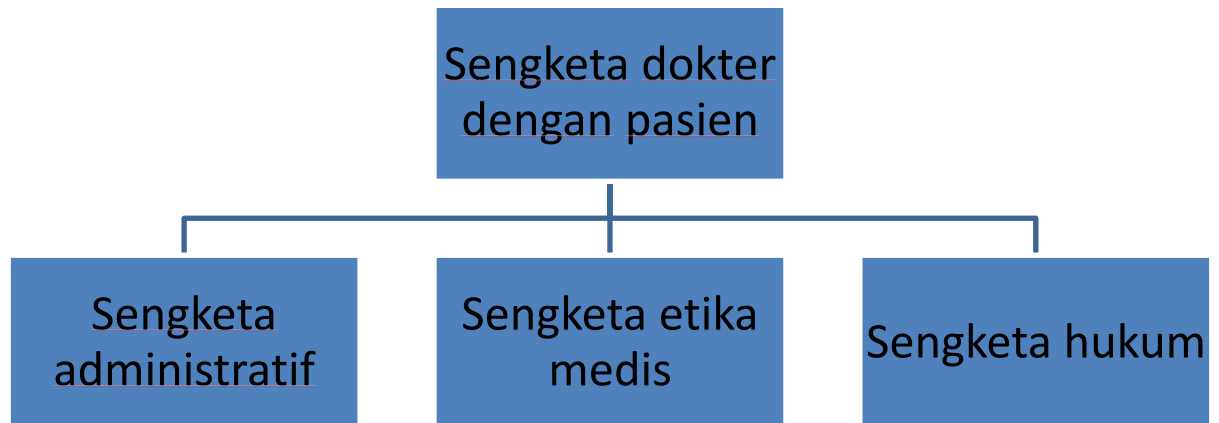 Sengketa dokter
dengan pasien
Sengketa
administratif
Sengketa etika
medis
Sengketa hukum